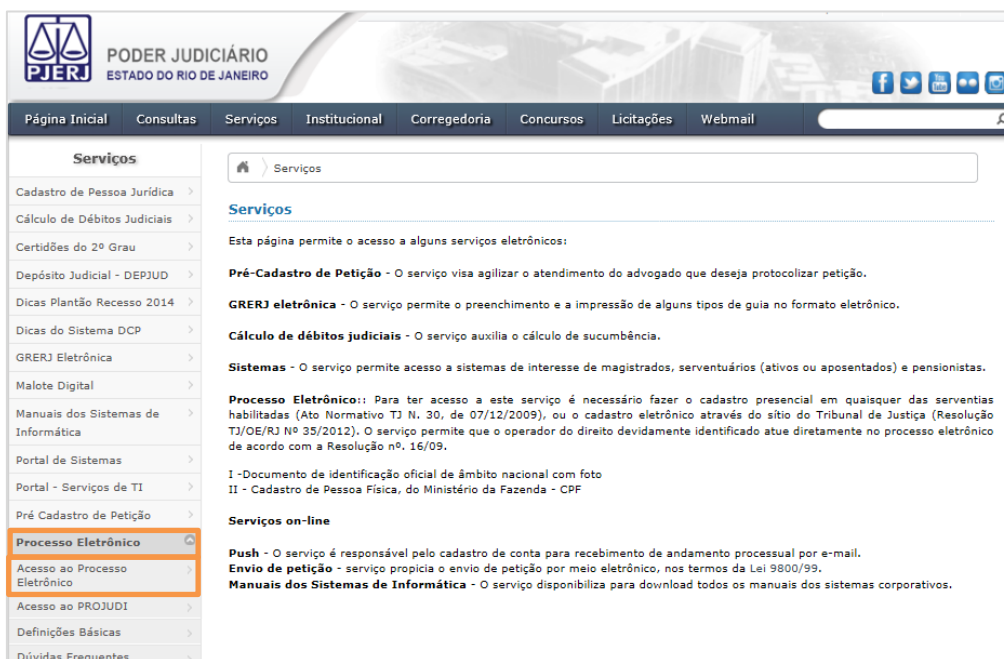 PJERJ
PODER JUDICIÁRIO
ESTADO DO RIO DE JANEIRO
f
You Tube
Página Inicial Consultas Serviços Institucional Corregedoria Concursos Licitações Webmail
Serviços
Cadastro de Pessoa Jurídica
Cálculo de Débitos Judiciais
Certidões do 2º Grau
Depósito Judicial - DEPJUD
Dicas Plantão Recesso 2014
Dicas do Sistema DCP
GRERJ Eletrônica
Malote Digital
Manuais dos Sistemas de
Informática
Portal de Sistemas
Portal - Serviços de TI
Pré Cadastro de Petição
Processo Eletrônico
Acesso ao Processo
Eletrônico
Acesso ao PROJUDI
Definições Básicas
Dúvidas Frequentes
Serviços
Serviços
Esta página permite o acesso a alguns serviços eletrônicos:
Pré-Cadastro de Petição - O serviço visa agilizar o atendimento do advogado que deseja protocolizar petição.
GRERJ eletrônica - O serviço permite o preenchimento e a impressão de alguns tipos de guia no formato eletrônico.
Cálculo de débitos judiciais - O serviço auxilia o cálculo de sucumbência.
Sistemas - O serviço permite acesso a sistemas de interesse de magistrados, serventuários (ativos ou aposentados) e pensionistas.
Processo Eletrônico:: Para ter acesso a este serviço é necessário fazer o cadastro presencial em quaisquer das serventias
habilitadas (Ato Normativo TJ N. 30, de 07/12/2009), ou o cadastro eletrônico através do sítio do Tribunal de Justiça (Resolução
TJ/OE/RJ Nº 35/2012). O serviço permite que o operador do direito devidamente identificado atue diretamente no processo eletrônico
de acordo com a Resolução nº. 16/09.
I -Documento de identificação oficial de âmbito nacional com foto
II - Cadastro de Pessoa Física, do Ministério da Fazenda - CPF
Serviços on-line
Push - O serviço é responsável pelo cadastro de conta para recebimento de andamento processual por e-mail.
Envio de petição - serviço propicia o envio de petição por meio eletrônico, nos termos da Lei 9800/99.
Manuais dos Sistemas de Informática - O serviço disponibiliza para download todos os manuais dos sistemas corporativos.